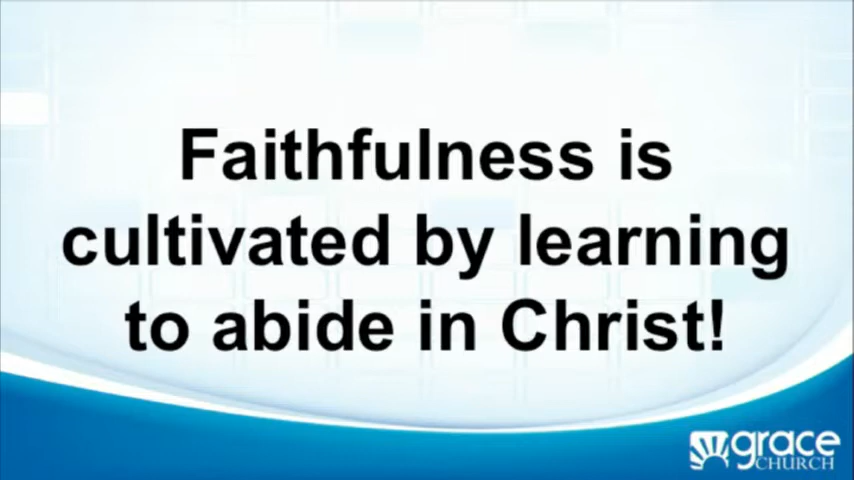 Faithfulness is
cultivated by learning
to abide in Christ!
grace
CHURCH